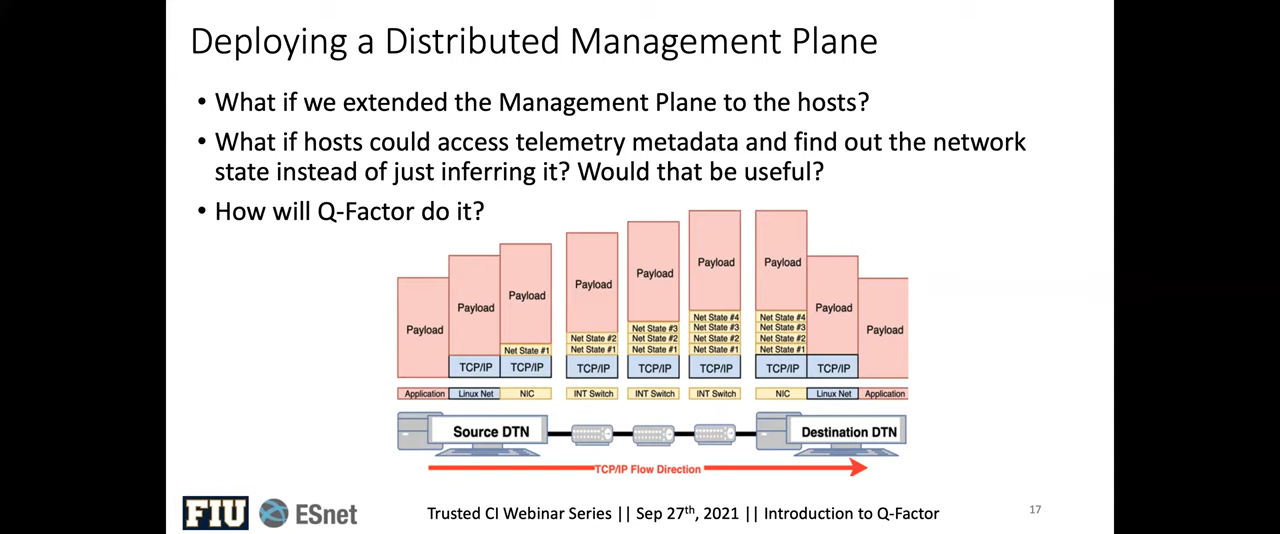 Deploying a Distributed Management Plane
• What if we extended the Management Plane to the hosts?
• What if hosts could access telemetry metadata and find out the network
state instead of just inferring it? Would that be useful?
• How will Q-Factor do it?
Payload
TCP/IP
Payload
Payload
Net State #1
TCP/IP
Payload
Net State #2
Net State #1
TCP/IP
Payload
Net State #3
Net State #2
Net State #1
TCP/IP
Payload
Net State #4
Net State #3
Net State #2
Net State #1
TCP/IP
Payload
Net State #4
Net State #3
Net State #2
Net State #1
TCP/IP
Payload
TCP/IP
Payload
Application
Linux Net
NIC
INT Switch
INT Switch
INT Switch
NIC
Linux Net
Application
Source DTN
Destination DTN
TCP/IP Flow Direction
FIU
ESnet
Trusted CI Webinar Series || Sep 27th, 2021 || Introduction to Q-Factor
17